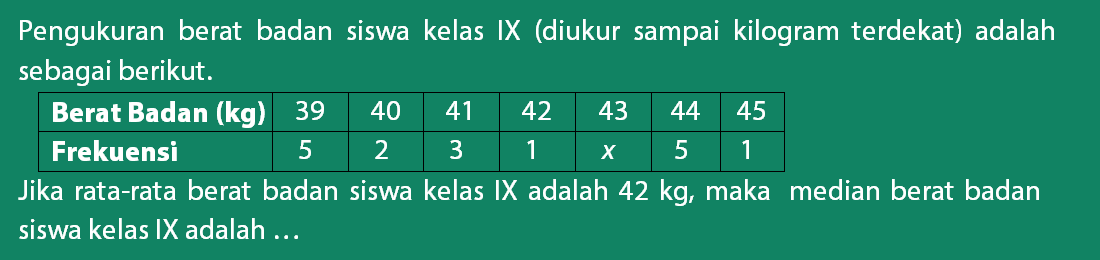 Pengukuran berat badan siswa kelas IX (diukur sampai kilogram terdekat) adalah
sebagai berikut.
Berat Badan (kg) 39 40 41 42 43 44 45
Frekuensi 5 2 3 1 x 5 1
Jika rata-rata berat badan siswa kelas IX adalah 42 kg, maka median berat badan
siswa kelas IX adalah ...